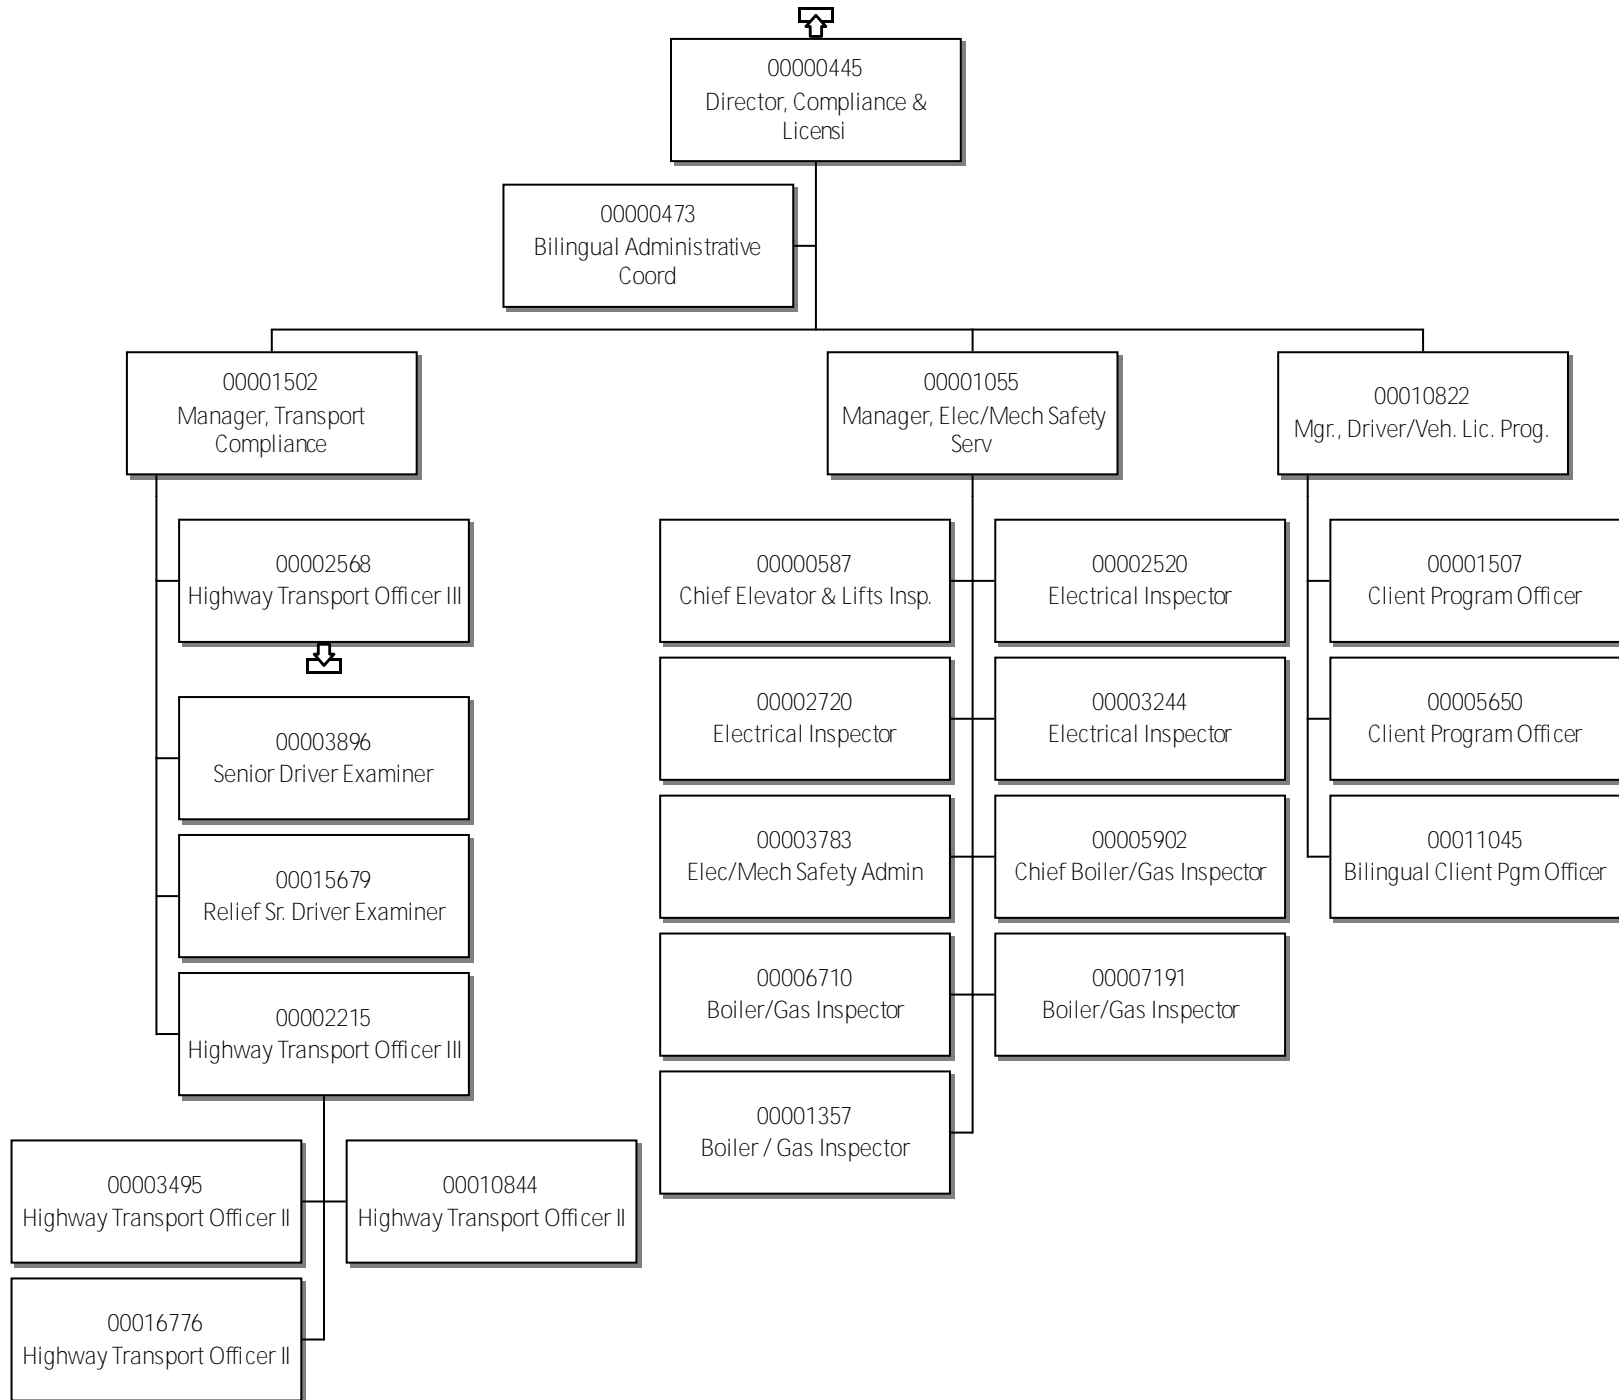 00000445
Director, Compliance &
Licensi
00000473
Bilingual Administrative
Coord
00001502
Manager, Transport
Compliance
00001055
Manager, Elec/Mech Safety
Serv
00010822
Mgr., Driver/Veh. Lic. Prog.
00002568
Highway Transport Officer III
00003896
Senior Driver Examiner
00015679
Relief Sr. Driver Examiner
00002215
Highway Transport Officer III
00003495
Highway Transport Officer II
00010844
Highway Transport Officer II
00016776
Highway Transport Officer II
00000587
Chief Elevator & Lifts Insp.
00002520
Electrical Inspector
00002720
Electrical Inspector
00003244
Electrical Inspector
00003783
Elec/Mech Safety Admin
00005902
Chief Boiler/Gas Inspector
00006710
Boiler/Gas Inspector
00007191
Boiler/Gas Inspector
00001357
Boiler / Gas Inspector
00001507
Client Program Officer
00005650
Client Program Officer
00011045
Bilingual Client Pgm Officer